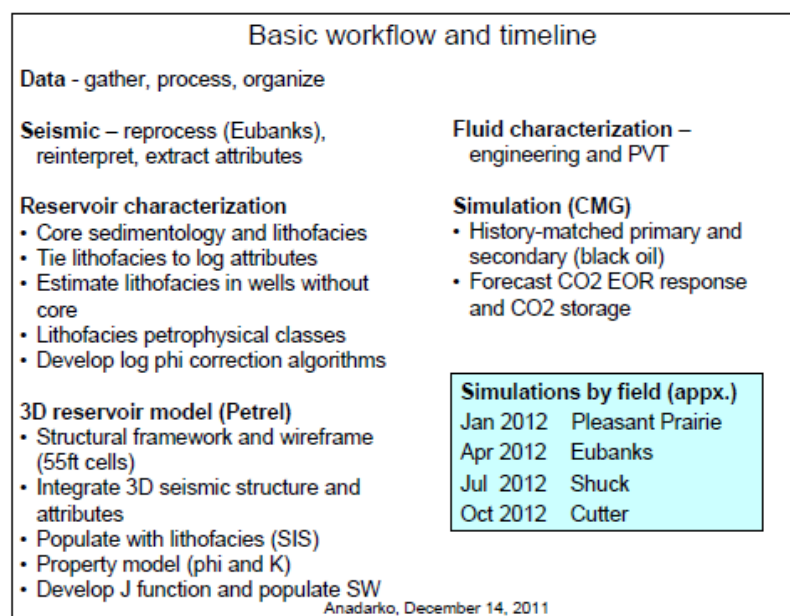 Basic workflow and timeline
Data - gather, process, organize
Seismic – reprocess (Eubanks),
reinterpret, extract attributes
Reservoir characterization
• Core sedimentology and lithofacies
• Tie lithofacies to log attributes
• Estimate lithofacies in wells without
core
• Lithofacies petrophysical classes
• Develop log phi correction algorithms
3D reservoir model (Petrel)
• Structural framework and wireframe
(55ft cells)
• Integrate 3D seismic structure and
attributes
• Populate with lithofacies (SIS)
• Property model (phi and K)
• Develop J function and populate SW
Fluid characterization –
engineering and PVT
Simulation (CMG)
• History-matched primary and
secondary (black oil)
• Forecast CO2 EOR response
and CO2 storage
Simulations by field (appx.)
Jan 2012 Pleasant Prairie
Apr 2012 Eubanks
Jul 2012 Shuck
Oct 2012 Cutter
Anadarko, December 14, 2011